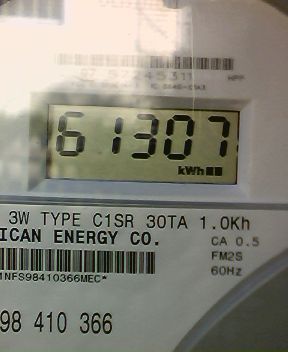 61307
kWh
3W TYPE C1SR 30TA 1.0Kh
ICAN ENERGY CO.
CA 0.5
FM2S
60Hz
98 410 366